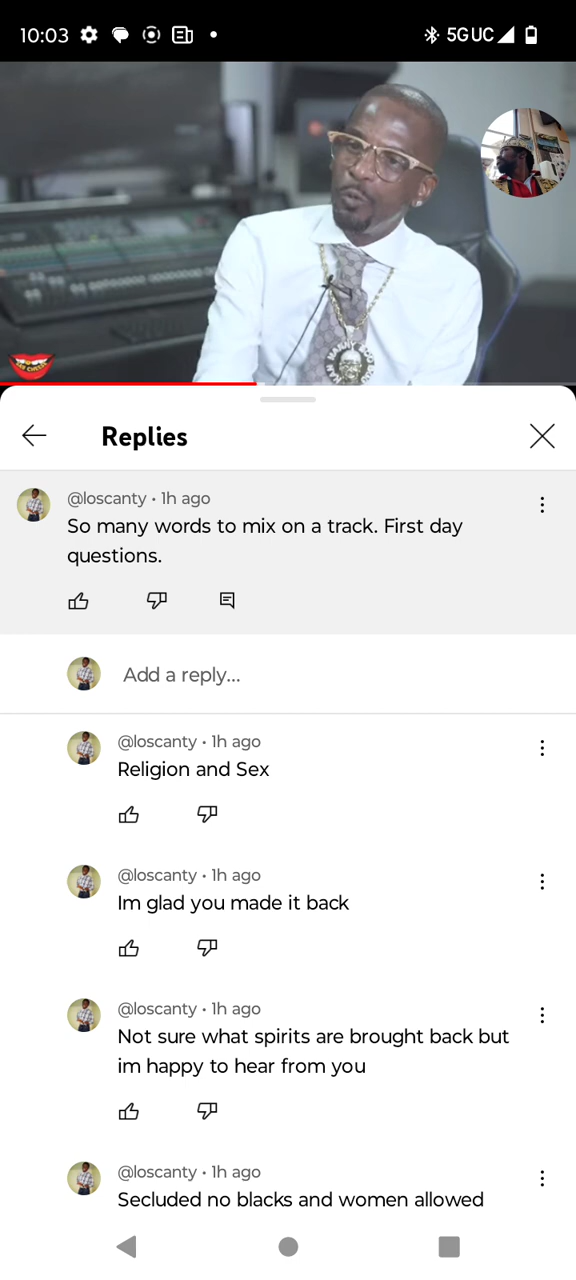 10:03
5G UC
Replies
@loscanty • 1h ago
So many words to mix on a track. First day
questions.
Add a reply...
@loscanty • 1h ago
Religion and Sex
@loscanty • 1h ago
Im glad you made it back
@loscanty • 1h ago
Not sure what spirits are brought back but
im happy to hear from you
@loscanty • 1h ago
Secluded no blacks and women allowed